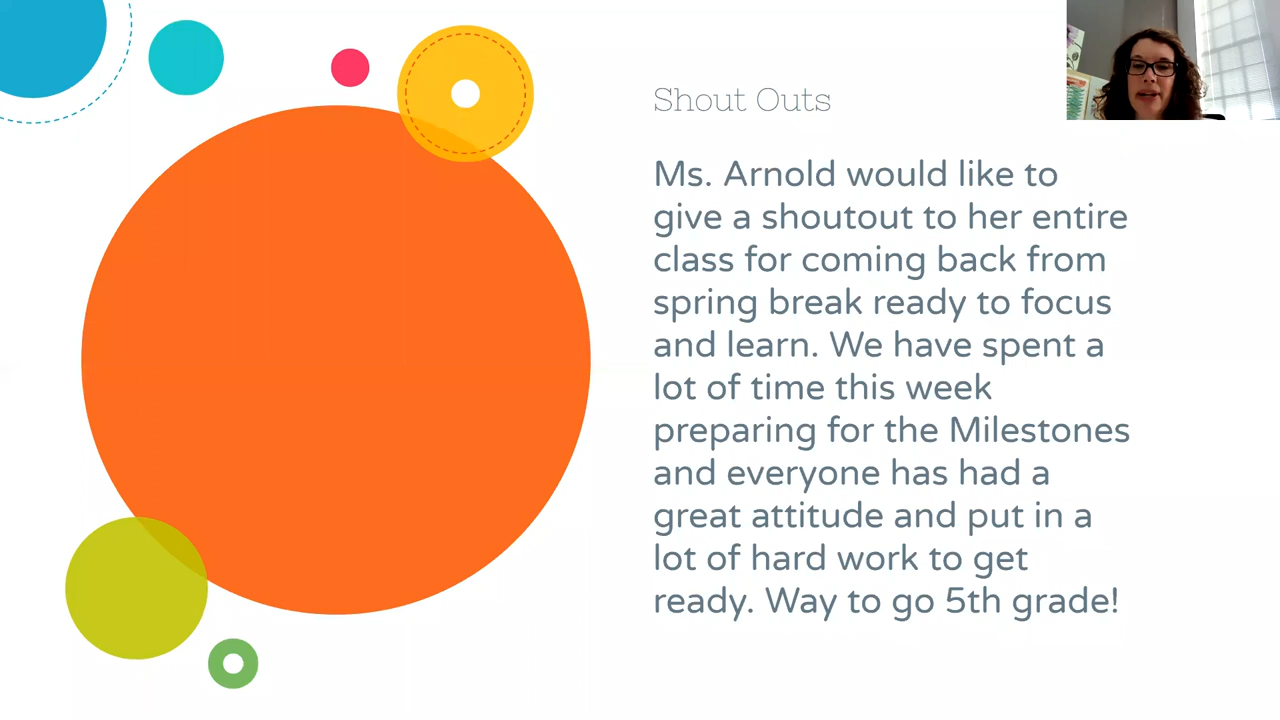 Shout Outs
Ms. Arnold would like to
give a shoutout to her entire
class for coming back from
spring break ready to focus
and learn. We have spent a
lot of time this week
preparing for the Milestones
and everyone has had a
great attitude and put in a
lot of hard work to get
ready. Way to go 5th grade!